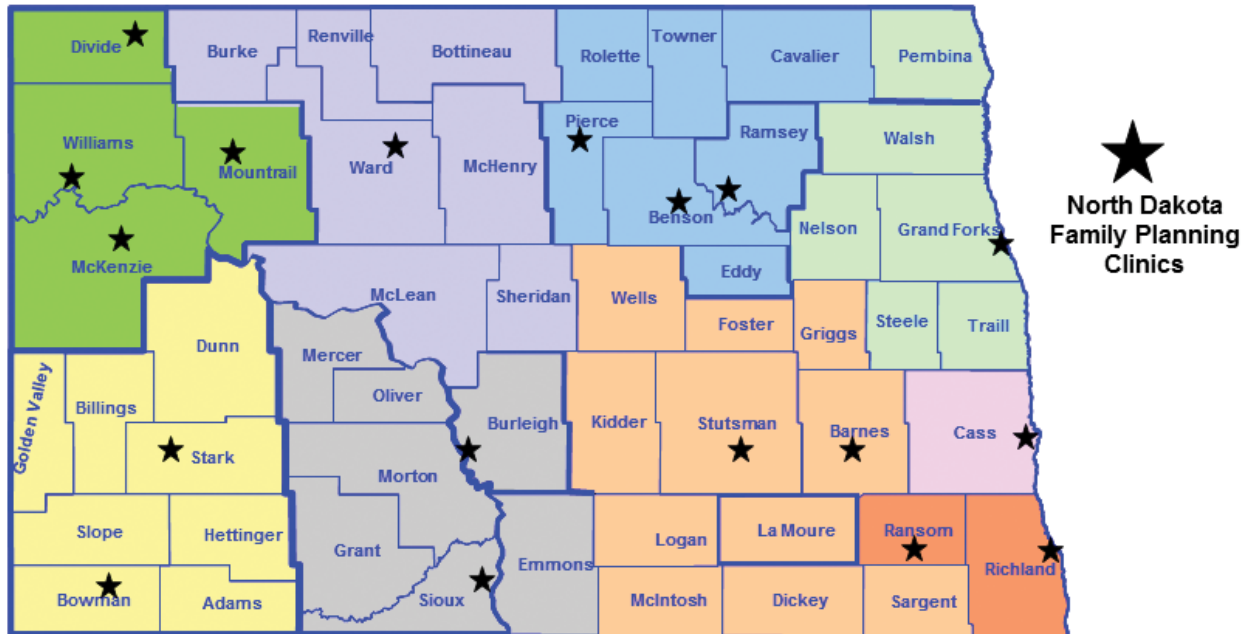 Divide
Burke
Renville
Bottineau
Rolette
Towner
Cavalier
Pembina
Williams
Mountrail
Ward
McHenry
Pierce
Ramsey
Walsh
Benson
Nelson
Grand Forks
McKenzie
McLean
Sheridan
Wells
Eddy
Foster
Griggs
Steele
Traill
Dunn
Mercer
Oliver
Golden Valley
Billings
Stark
Burleigh
Kidder
Stutsman
Barnes
Cass
Morton
Slope
Hettinger
Grant
Emmons
Logan
La Moure
Ransom
Richland
Bowman
Adams
Sioux
McIntosh
Dickey
Sargent
North Dakota
Family Planning
Clinics